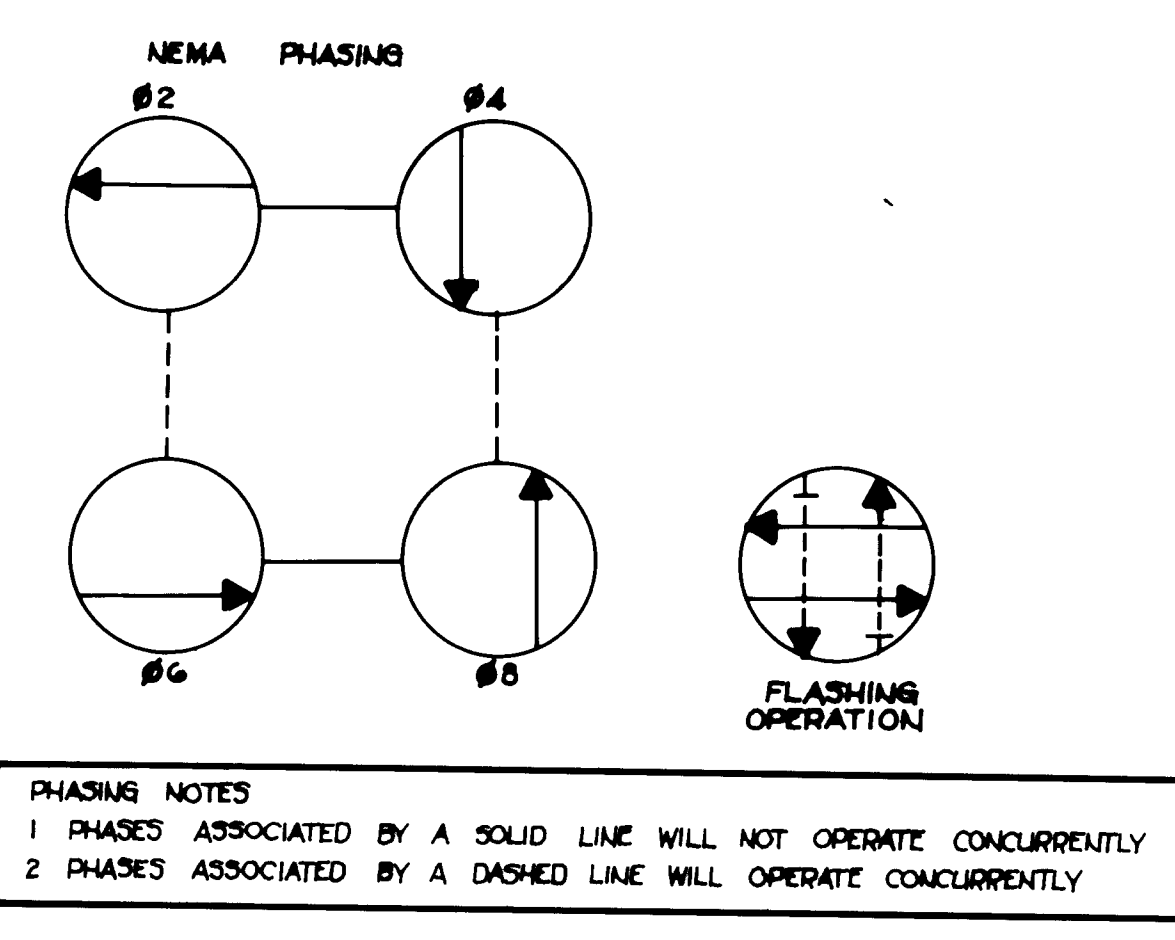 NEMA PHASING
Ø2
Ø4
Ø6
Ø8
FLASHING
OPERATION
PHASING NOTES
1 PHASES ASSOCIATED BY A SOLID LINE WILL NOT OPERATE CONCURRENTLY
2 PHASES ASSOCIATED BY A DASHED LINE WILL OPERATE CONCURRENTLY